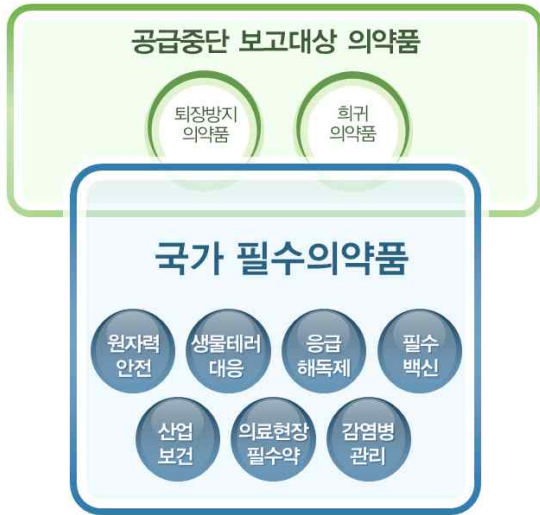 공급중단 보고대상 의약품
퇴장방지
의약품
희귀
의약품
국가 필수의약품
원자력
안전
생물테러
대응
응급
해독제
필수
백신
산업
보건
의료현장
필수약
감염병
관리